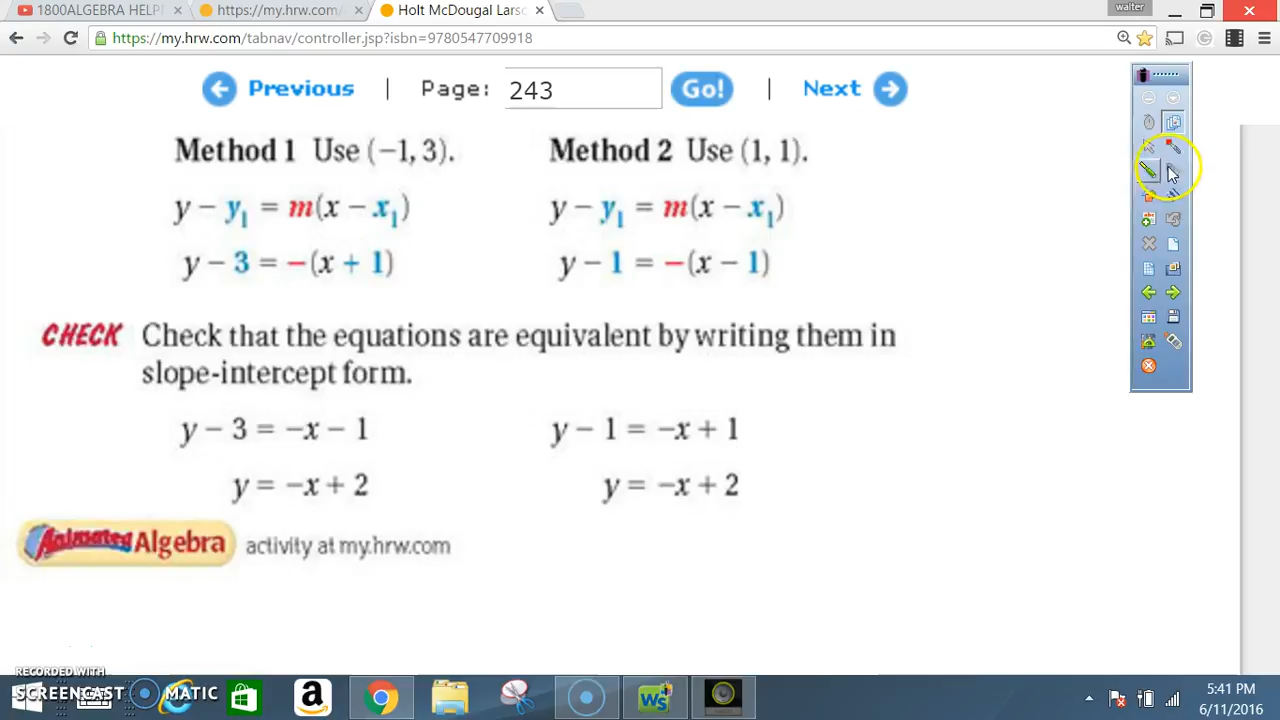 1800ALGEBRA HELP
https://my.hrw.com/
Holt McDougal Lars
walter
https://my.hrw.com/tabnav/controller.jsp?isbn=9780547709918
Previous | Page: 243 Go! | Next
Method 1 Use (−1, 3). Method 2 Use (1, 1).
y − y₁ = m(x − x₁) y − y₁ = m(x − x₁)
y − 3 = −(x + 1) y − 1 = −(x − 1)
CHECK Check that the equations are equivalent by writing them in
slope-intercept form.
y − 3 = −x − 1 y − 1 = −x + 1
y = −x + 2 y = −x + 2
Animated Algebra activity at my.hrw.com
RECORDED WITH
SCREENCAST MATIC
5:41 PM
6/11/2016